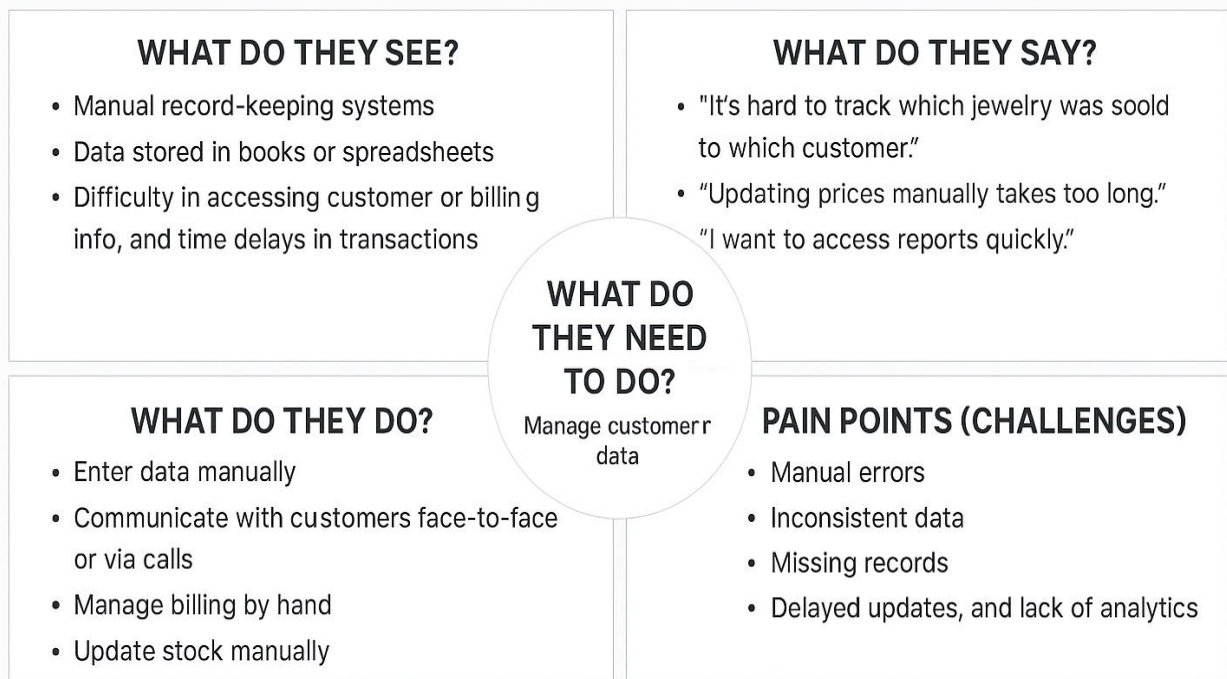 WHAT DO THEY SEE?
• Manual record-keeping systems
• Data stored in books or spreadsheets
• Difficulty in accessing customer or billin g
info, and time delays in transactions
WHAT DO THEY SAY?
• "It's hard to track which jewelry was soold
to which customer.”
• “Updating prices manually takes too long.”
“I want to access reports quickly.”
WHAT DO
THEY NEED
TO DO?
Manage customerr
data
WHAT DO THEY DO?
• Enter data manually
• Communicate with customers face-to-face
or via calls
• Manage billing by hand
• Update stock manually
PAIN POINTS (CHALLENGES)
• Manual errors
• Inconsistent data
• Missing records
• Delayed updates, and lack of analytics